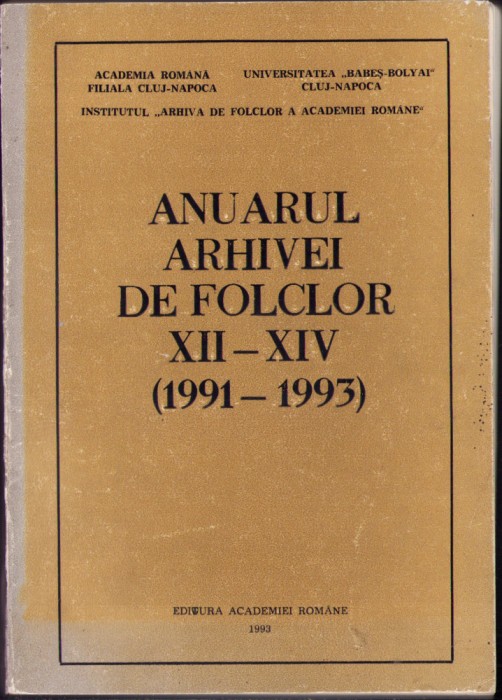 ACADEMIA ROMÂNĂ
FILIALA CLUJ-NAPOCA
UNIVERSITATEA „BABEŞ-BOLYAI“
CLUJ-NAPOCA
INSTITUTUL „ARHIVA DE FOLCLOR A ACADEMIEI ROMÂNE“
ANUARUL
ARHIVEI
DE FOLCLOR
XII – XIV
(1991 – 1993)
EDITURA ACADEMIEI ROMÂNE
1993